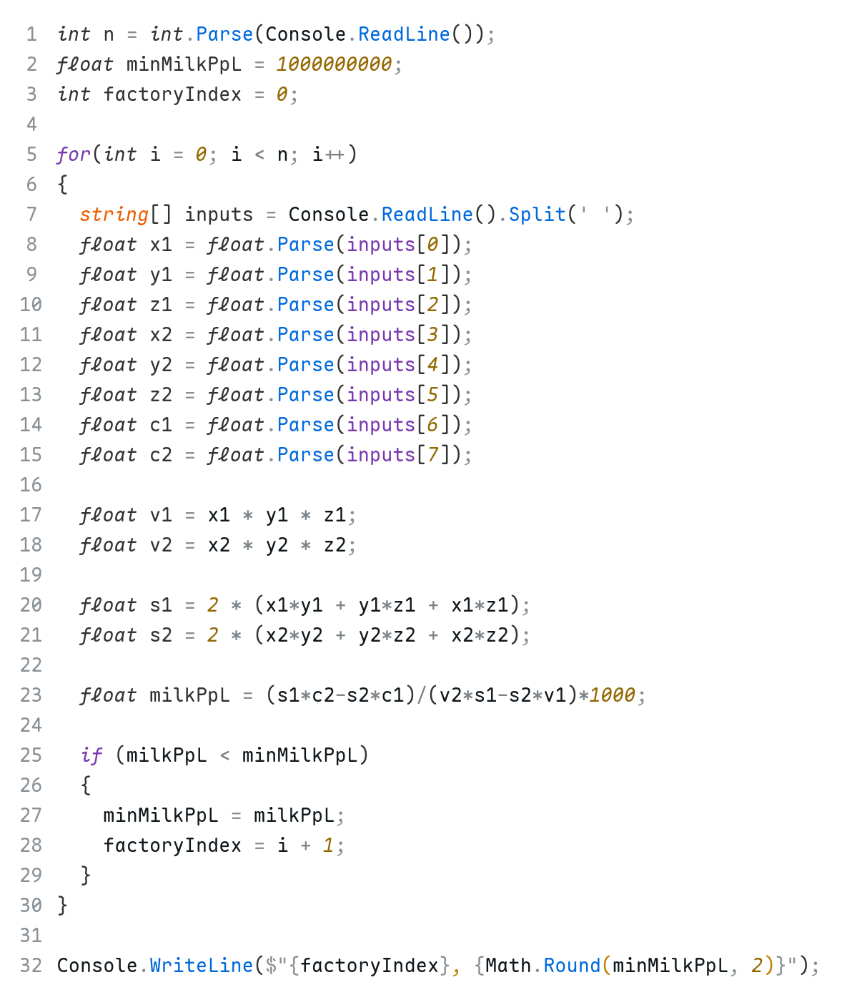 1 int n = int.Parse(Console.ReadLine());
2 float minMilkPpL = 1000000000;
3 int factoryIndex = 0;
4
5 for(int i = 0; i < n; i++)
6 {
7   string[] inputs = Console.ReadLine().Split(' ');
8   float x1 = float.Parse(inputs[0]);
9   float y1 = float.Parse(inputs[1]);
10   float z1 = float.Parse(inputs[2]);
11   float x2 = float.Parse(inputs[3]);
12   float y2 = float.Parse(inputs[4]);
13   float z2 = float.Parse(inputs[5]);
14   float c1 = float.Parse(inputs[6]);
15   float c2 = float.Parse(inputs[7]);
16
17   float v1 = x1 * y1 * z1;
18   float v2 = x2 * y2 * z2;
19
20   float s1 = 2 * (x1*y1 + y1*z1 + x1*z1);
21   float s2 = 2 * (x2*y2 + y2*z2 + x2*z2);
22
23   float milkPpL = (s1*c2-s2*c1)/(v2*s1-s2*v1)*1000;
24
25   if (milkPpL < minMilkPpL)
26   {
27     minMilkPpL = milkPpL;
28     factoryIndex = i + 1;
29   }
30 }
31
32 Console.WriteLine($"{factoryIndex}, {Math.Round(minMilkPpL, 2)}");